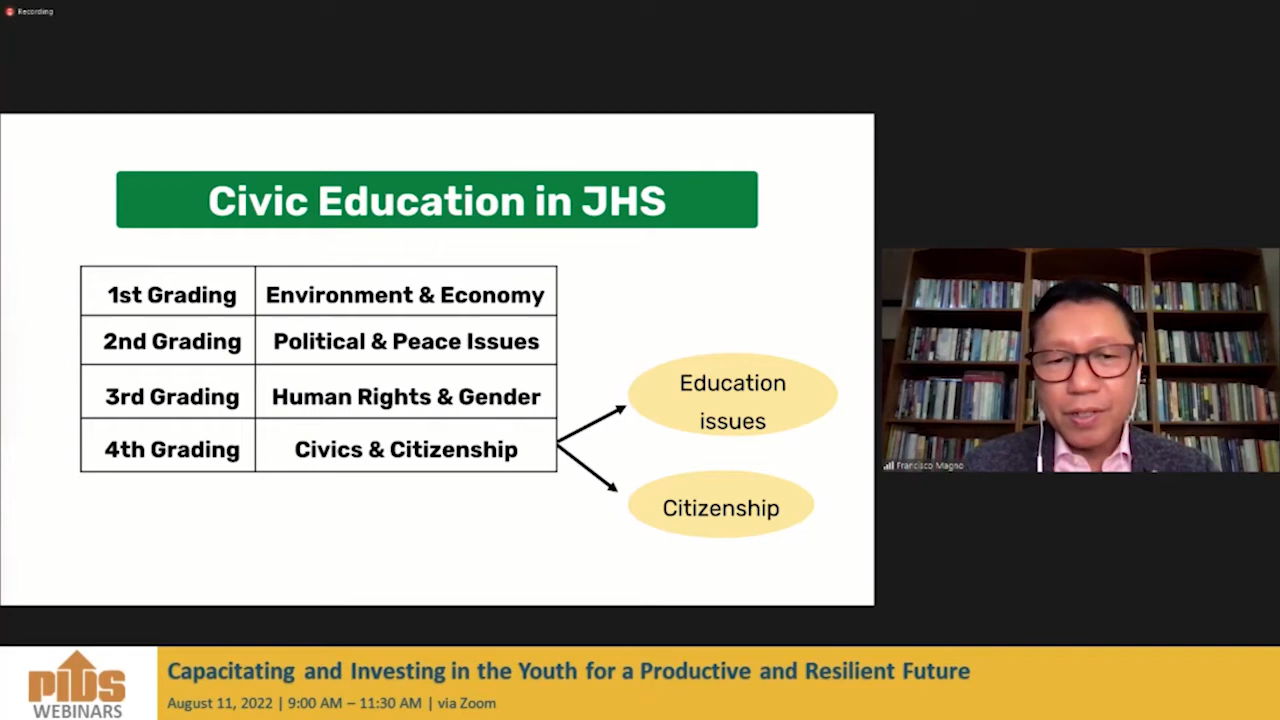 Recording
Civic Education in JHS
1st Grading Environment & Economy
2nd Grading Political & Peace Issues
3rd Grading Human Rights & Gender
4th Grading Civics & Citizenship
Education
issues
Citizenship
Francisco Magno
PIDS
WEBINARS
Capacitating and Investing in the Youth for a Productive and Resilient Future
August 11, 2022 | 9:00 AM – 11:30 AM | via Zoom